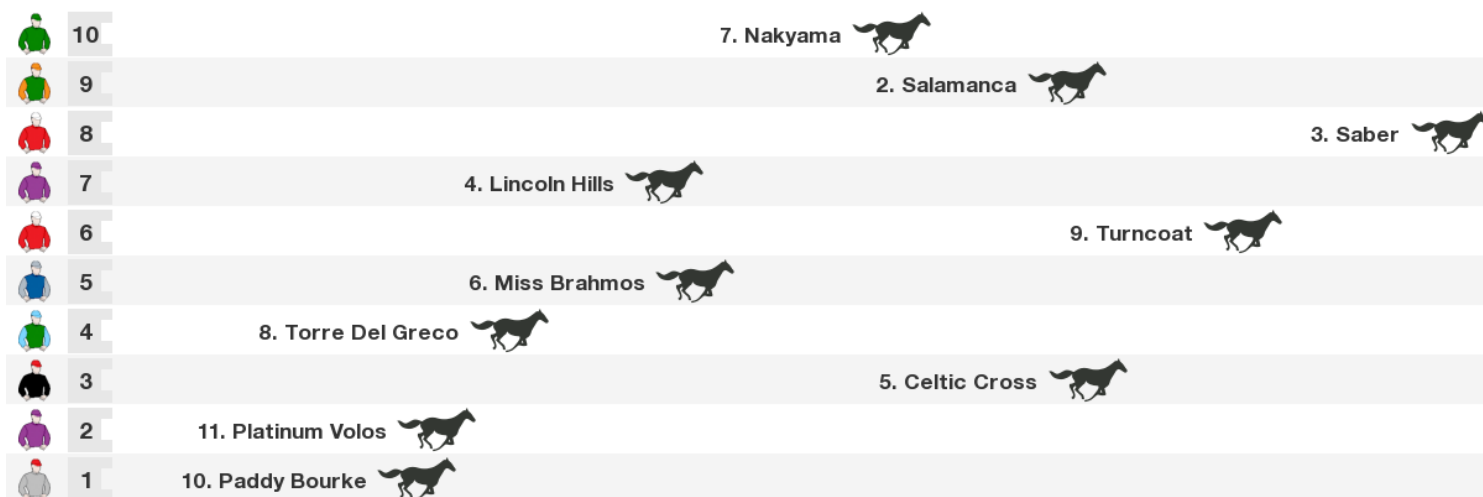 10 7. Nakyama
9 2. Salamanca
8 3. Saber
7 4. Lincoln Hills
6 9. Turncoat
5 6. Miss Brahmos
4 8. Torre Del Greco
3 5. Celtic Cross
2 11. Platinum Volos
1 10. Paddy Bourke